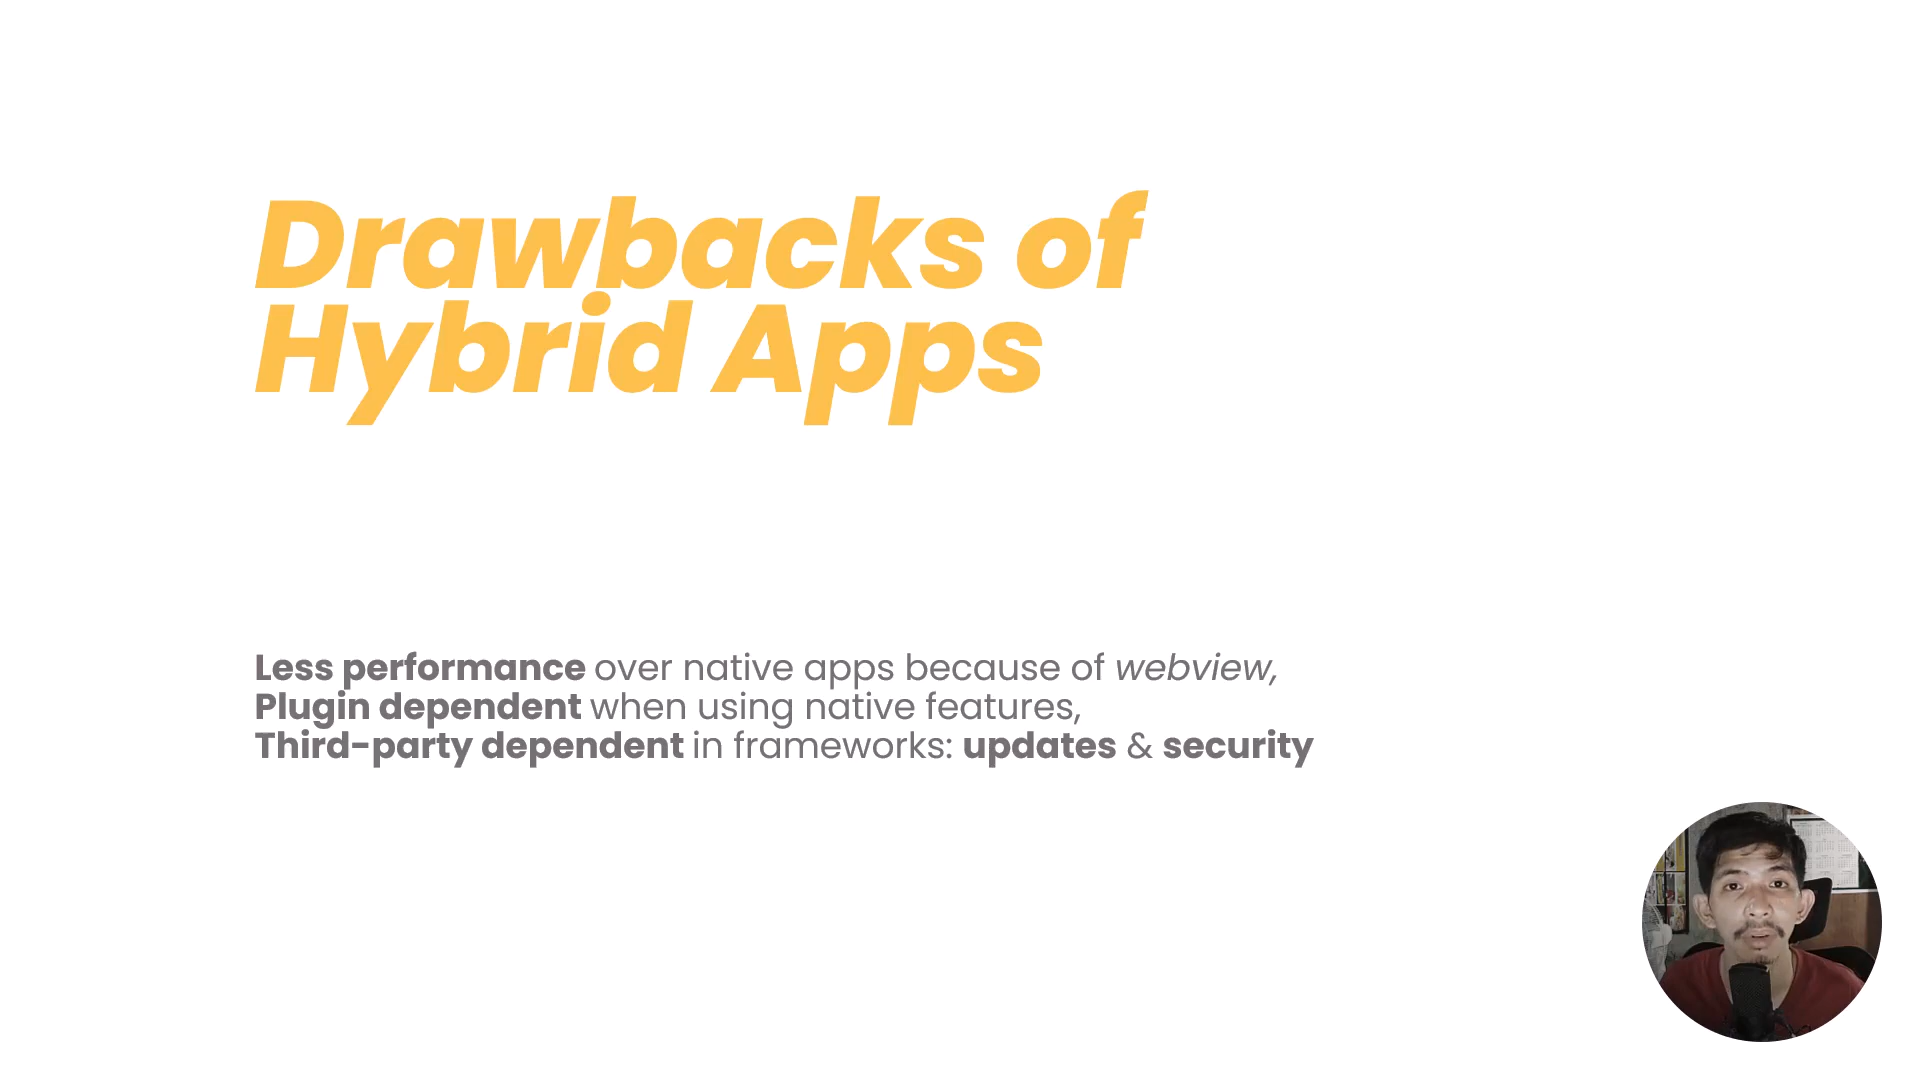 Drawbacks of
Hybrid Apps
Less performance over native apps because of webview,
Plugin dependent when using native features,
Third-party dependent in frameworks: updates & security